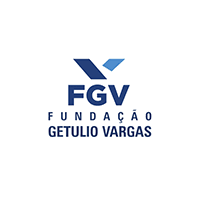 FGV
FUNDAÇÃO
GETULIO VARGAS